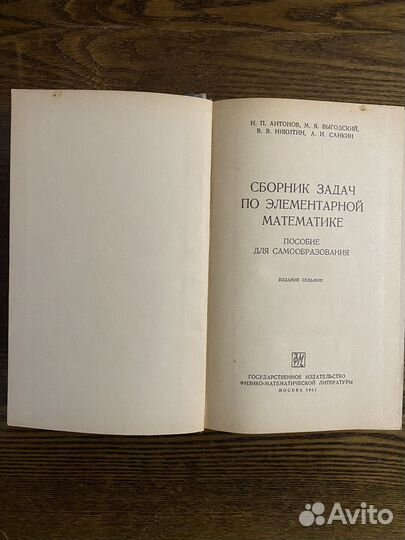 Н. П. АНТОНОВ, М. Я. ВЫГОДСКИЙ,
В. В. НИКИТИН, А. И. САНКИН
СБОРНИК ЗАДАЧ
ПО ЭЛЕМЕНТАРНОЙ
МАТЕМАТИКЕ
ПОСОБИЕ
ДЛЯ САМООБРАЗОВАНИЯ
ИЗДАНИЕ СЕДЬМОЕ
ГОСУДАРСТВЕННОЕ ИЗДАТЕЛЬСТВО
ФИЗИКО-МАТЕМАТИЧЕСКОЙ ЛИТЕРАТУРЫ
МОСКВА 1961
Avito